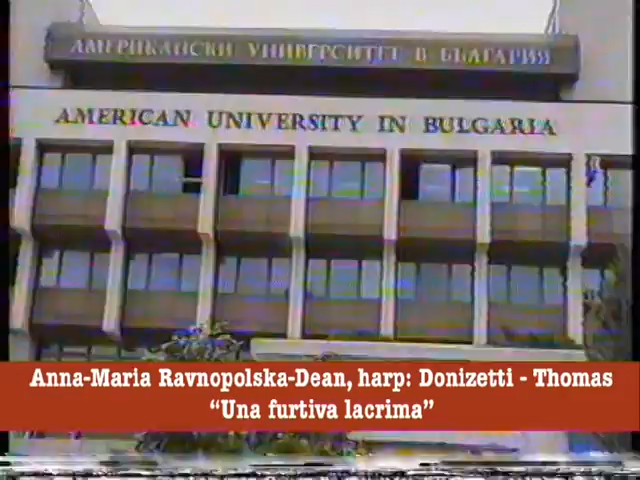 АМЕРИКАНСКИ УНИВЕРСИТЕТ В БЪЛГАРИЯ
AMERICAN UNIVERSITY IN BULGARIA
Anna-Maria Ravnopolska-Dean, harp: Donizetti - Thomas
“Una furtiva lacrima”